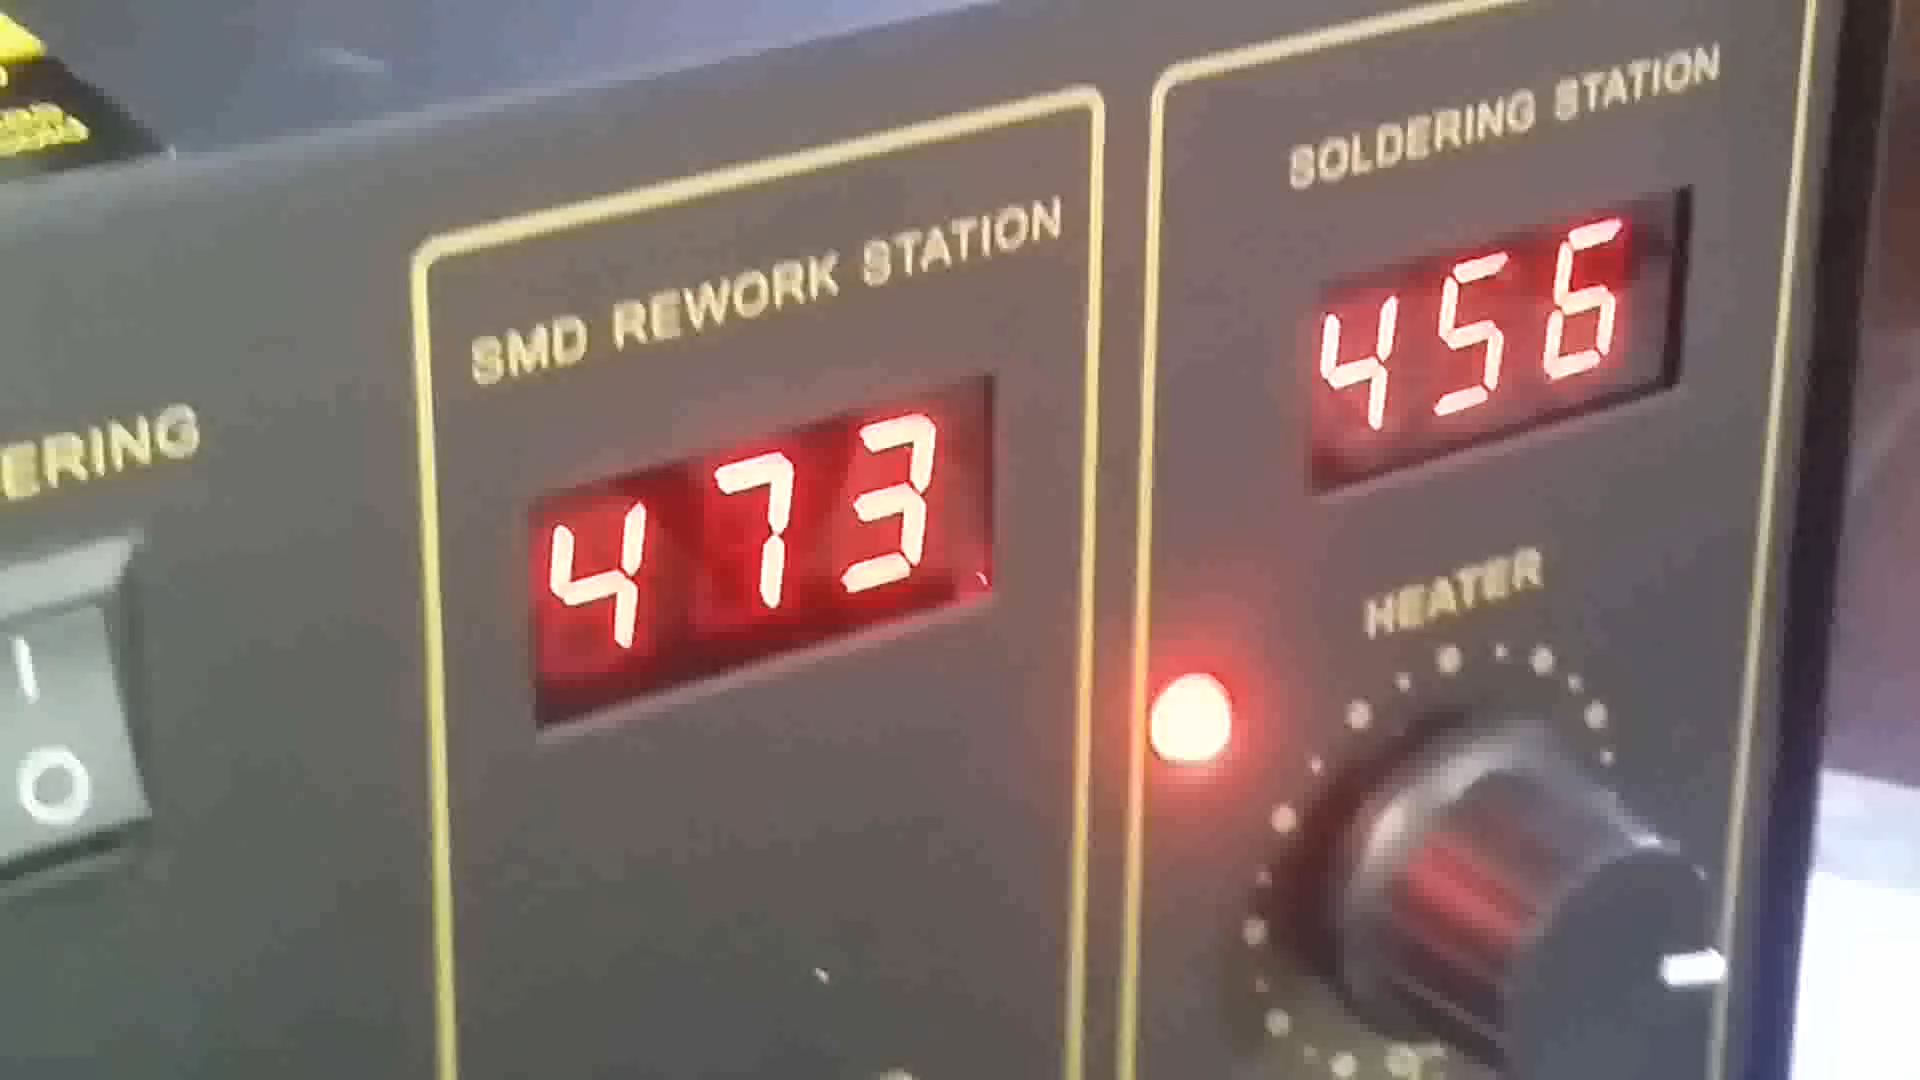 SMD REWORK STATION
473
SOLDERING STATION
456
HEATER
ERING
I
O